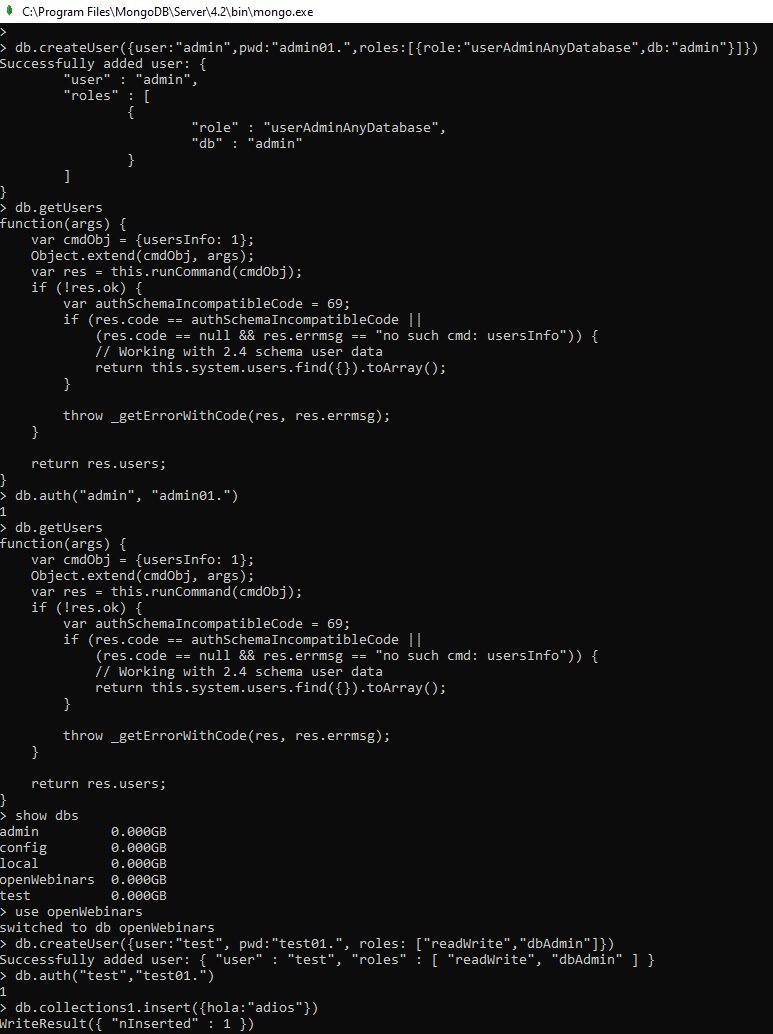 C:\Program Files\MongoDB\Server\4.2\bin\mongo.exe
>
> db.createUser({user:"admin",pwd:"admin01.",roles:[{role:"userAdminAnyDatabase",db:"admin"}]})
Successfully added user: {
        "user" : "admin",
        "roles" : [
                {
                        "role" : "userAdminAnyDatabase",
                        "db" : "admin"
                }
        ]
}
> db.getUsers
function(args) {
    var cmdObj = {usersInfo: 1};
    Object.extend(cmdObj, args);
    var res = this.runCommand(cmdObj);
    if (!res.ok) {
        var authSchemaIncompatibleCode = 69;
        if (res.code == authSchemaIncompatibleCode ||
            (res.code == null && res.errmsg == "no such cmd: usersInfo")) {
            // Working with 2.4 schema user data
            return this.system.users.find({}).toArray();
        }

        throw _getErrorWithCode(res, res.errmsg);
    }

    return res.users;
}
> db.auth("admin", "admin01.")
1
> db.getUsers
function(args) {
    var cmdObj = {usersInfo: 1};
    Object.extend(cmdObj, args);
    var res = this.runCommand(cmdObj);
    if (!res.ok) {
        var authSchemaIncompatibleCode = 69;
        if (res.code == authSchemaIncompatibleCode ||
            (res.code == null && res.errmsg == "no such cmd: usersInfo")) {
            // Working with 2.4 schema user data
            return this.system.users.find({}).toArray();
        }

        throw _getErrorWithCode(res, res.errmsg);
    }

    return res.users;
}
> show dbs
admin         0.000GB
config        0.000GB
local         0.000GB
openWebinars  0.000GB
test          0.000GB
> use openWebinars
switched to db openWebinars
> db.createUser({user:"test", pwd:"test01.", roles: ["readWrite","dbAdmin"]})
Successfully added user: { "user" : "test", "roles" : [ "readWrite", "dbAdmin" ] }
> db.auth("test","test01.")
1
> db.collections1.insert({hola:"adios"})
WriteResult({ "nInserted" : 1 })